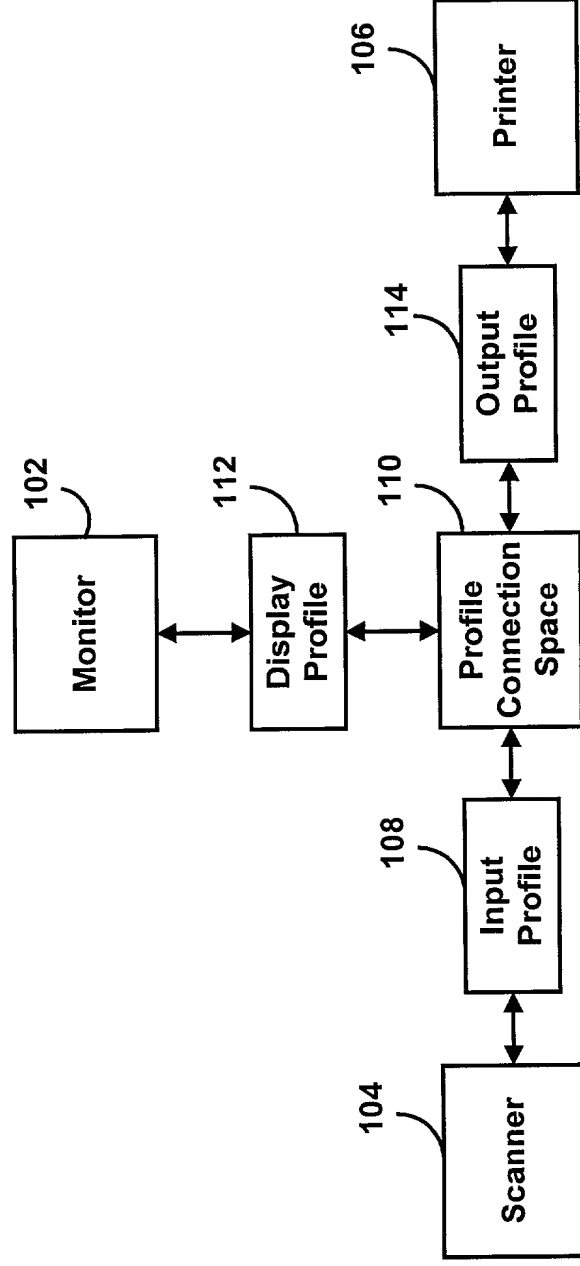 102
Monitor
112
Display
Profile
104
Scanner
108
Input
Profile
110
Profile
Connection
Space
114
Output
Profile
106
Printer